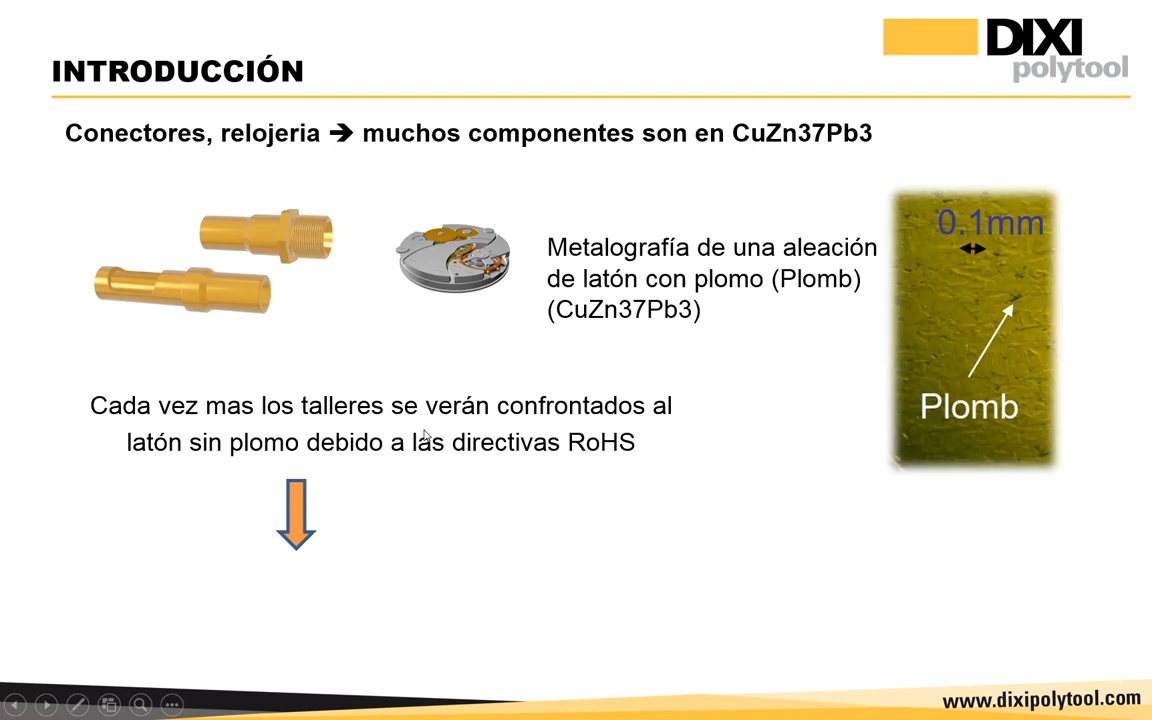 DIXI
polytool
INTRODUCCIÓN
Conectores, relojeria ➔ muchos componentes son en CuZn37Pb3
0.1mm
Metalografía de una aleación
de latón con plomo (Plomb)
(CuZn37Pb3)
Plomb
Cada vez mas los talleres se verán confrontados al
latón sin plomo debido a las directivas RoHS
www.dixipolytool.com